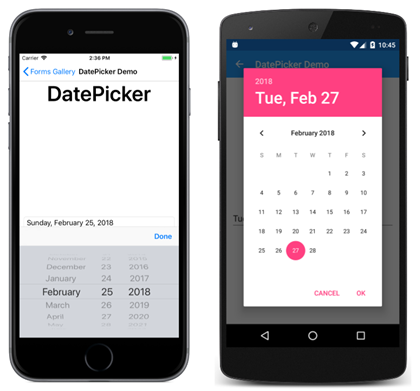 Carrier 2:36 PM
Forms Gallery DatePicker Demo
DatePicker
Sunday, February 25, 2018
Done
December 23 2016
January 24 2017
February 25 2018
March 26 2019
April 27 2020
10:45
DatePicker Demo
2018
Tue, Feb 27
February 2018
S M T W T F S
1 2 3
4 5 6 7 8 9 10
11 12 13 14 15 16 17
18 19 20 21 22 23 24
25 26 27 28
Tu
CANCEL OK